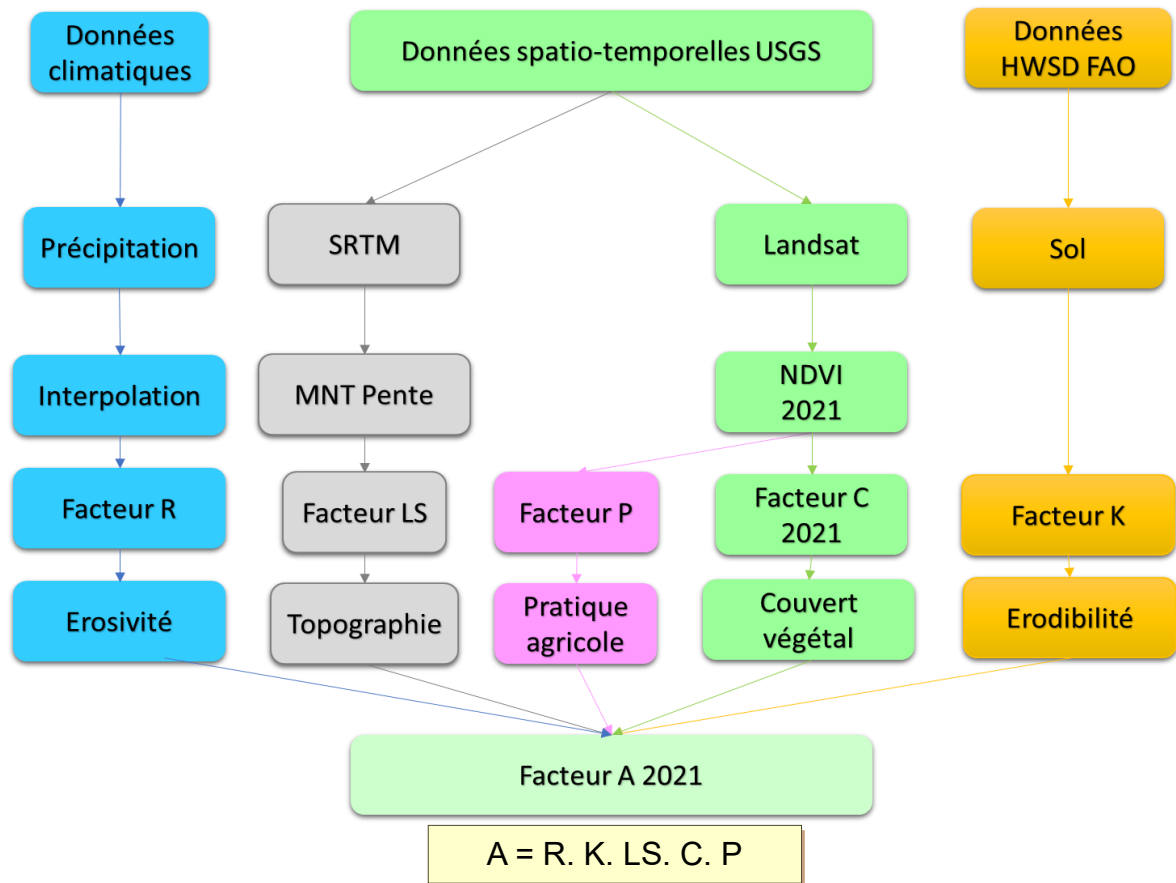 Données
climatiques
Données spatio-temporelles USGS
Données
HWSD FAO
Précipitation
SRTM
Landsat
Sol
Interpolation
MNT Pente
NDVI
2021
Facteur R
Facteur LS
Facteur P
Facteur C
2021
Facteur K
Erosivité
Topographie
Pratique
agricole
Couvert
végétal
Erodibilité
Facteur A 2021
A = R. K. LS. C. P